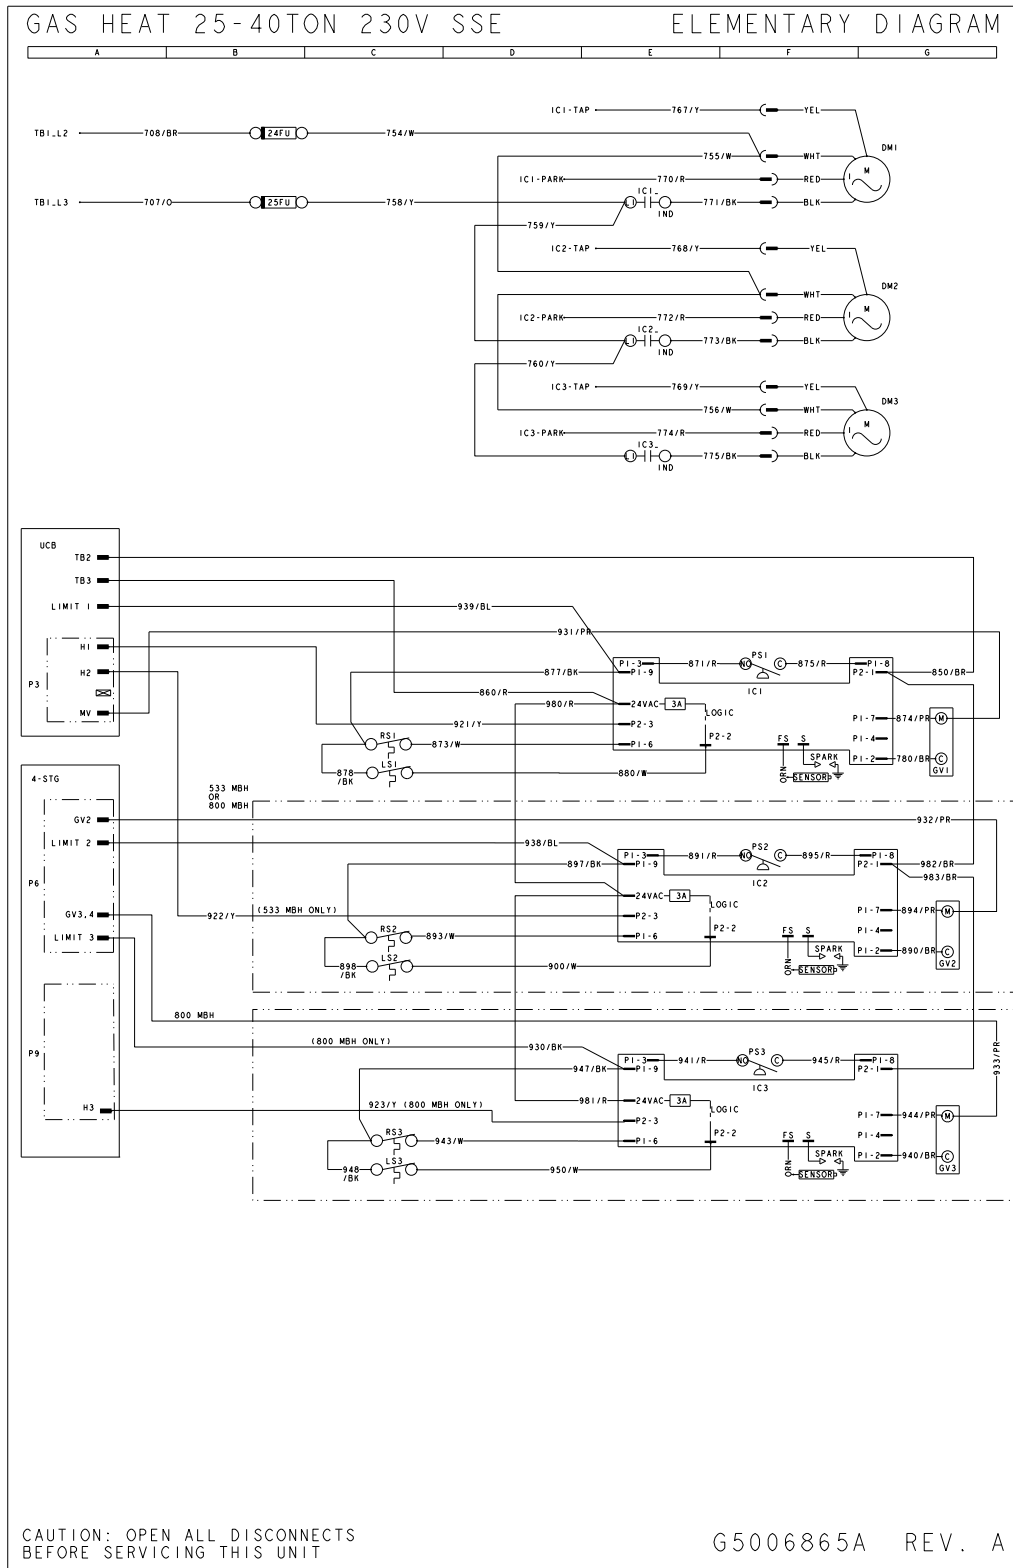 GAS HEAT 25-40TON 230V SSE ELEMENTARY DIAGRAM
A B C D E F G
IC1-TAP 767/Y YEL
TB1_L2 708/BR 24FU 754/W
755/W WHT DM1
M
IC1-PARK 770/R RED 1
TB1_L3 707/O 25FU 758/Y L1 IC1_ IND 771/BK BLK
759/Y
IC2-TAP 768/Y YEL
WHT DM2
M
IC2-PARK 772/R RED 1
L1 IC2_ IND 773/BK BLK
760/Y
IC3-TAP 769/Y YEL
756/W WHT DM3
M
IC3-PARK 774/R RED 1
L1 IC3_ IND 775/BK BLK
UCB
TB2
TB3
LIMIT 1 939/BL
931/PR
H1
P1-3 871/R NO PS1 C 875/R P1-8
H2 877/BK P1-9 P2-1 850/BR
P3
IC1
860/R
980/R 24VAC 3A LOGIC
MV
921/Y P2-3 P1-7 874/PR M
RS1 873/W P1-6 P2-2 FS S P1-4
LS1 SPARK P1-2 780/BR C
878/BK 880/W ORN SENSOR GV1
4-STG
533 MBH
OR
800 MBH
GV2 932/PR
LIMIT 2 938/BL
P1-3 891/R NO PS2 C 895/R P1-8
897/BK P1-9 P2-1 982/BR
983/BR
P6
IC2
24VAC 3A LOGIC
GV3,4 922/Y (533 MBH ONLY) P2-3 P1-7 894/PR M
LIMIT 3 RS2 893/W P1-6 P2-2 FS S P1-4
LS2 SPARK P1-2 890/BR C
898/BK 900/W ORN SENSOR GV2
800 MBH
(800 MBH ONLY) 930/BK
P9
P1-3 941/R NO PS3 C 945/R P1-8
947/BK P1-9 P2-1 933/PR
IC3
981/R 24VAC 3A LOGIC
H3 923/Y (800 MBH ONLY) P2-3 P1-7 944/PR M
RS3 943/W P1-6 P2-2 FS S P1-4
LS3 SPARK P1-2 940/BR C
948/BK 950/W ORN SENSOR GV3
CAUTION: OPEN ALL DISCONNECTS
BEFORE SERVICING THIS UNIT
G5006865A REV. A